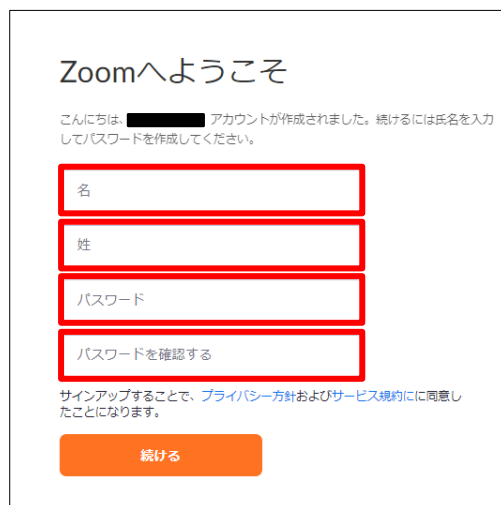 Zoomへようこそ
こんにちは、 アカウントが作成されました。続けるには氏名を入力
してパスワードを作成してください。
名
姓
パスワード
パスワードを確認する
サインアップすることで、プライバシー方針およびサービス規約にに同意し
たことになります。
続ける